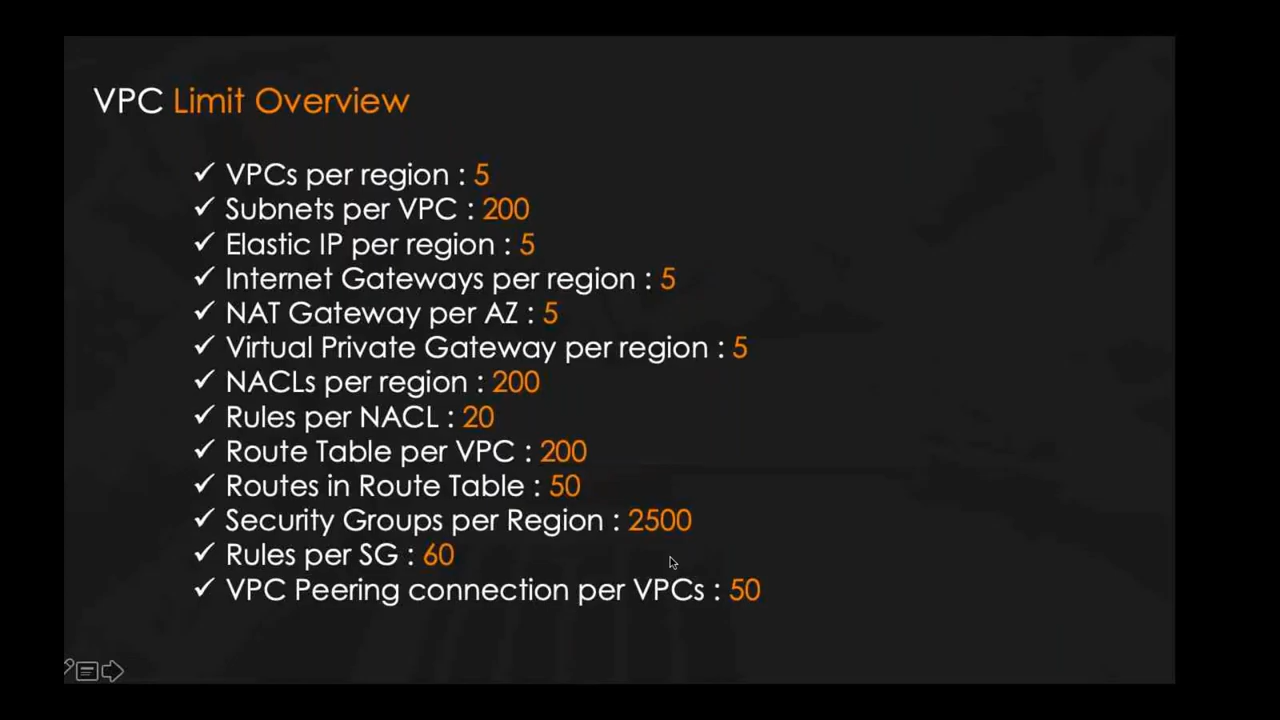 VPC Limit Overview
✓ VPCs per region : 5
✓ Subnets per VPC : 200
✓ Elastic IP per region : 5
✓ Internet Gateways per region : 5
✓ NAT Gateway per AZ : 5
✓ Virtual Private Gateway per region : 5
✓ NACLs per region : 200
✓ Rules per NACL : 20
✓ Route Table per VPC : 200
✓ Routes in Route Table : 50
✓ Security Groups per Region : 2500
✓ Rules per SG : 60
✓ VPC Peering connection per VPCs : 50